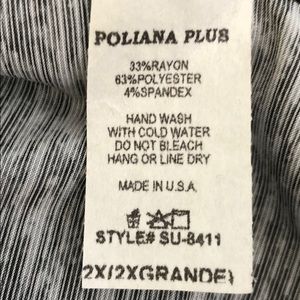 POLIANA PLUS
33%RAYON
63%POLYESTER
4%SPANDEX
HAND WASH
WITH COLD WATER
DO NOT BLEACH
HANG OR LINE DRY
MADE IN U.S.A.
STYLE# SU-8411
2X(2XGRANDE)